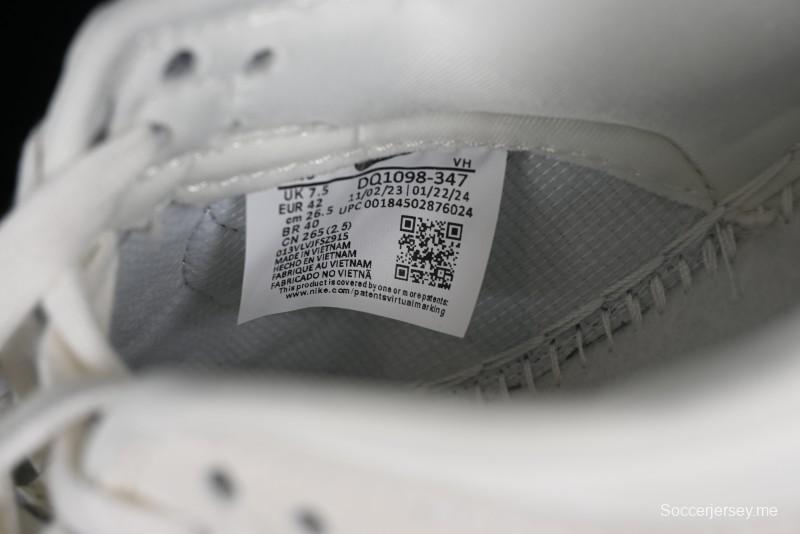 VH
UK 7.5
EUR 42
cm 26.5
BR 40
CN 265(2.5)
013VLVJFSZ91S
DQ1098-347
11/02/23|01/22/24
UPC 00184502876024
MADE IN VIETNAM
HECHO EN VIETNAM
FABRIQUE AU VIETNAM
FABRICADO NO VIETNÃ
This product is covered by one or more patents:
www.nike.com/patentsvirtualmarking
Soccerjersey.me